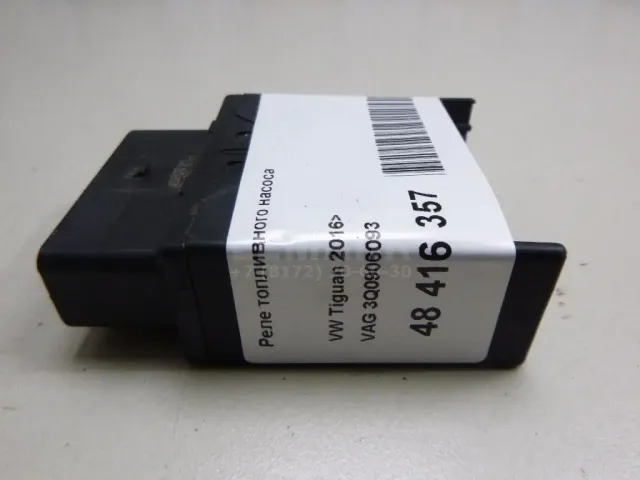 Реле топливного насоса
VW Tiguan 2016>
VAG 3Q0906093
48 416 357